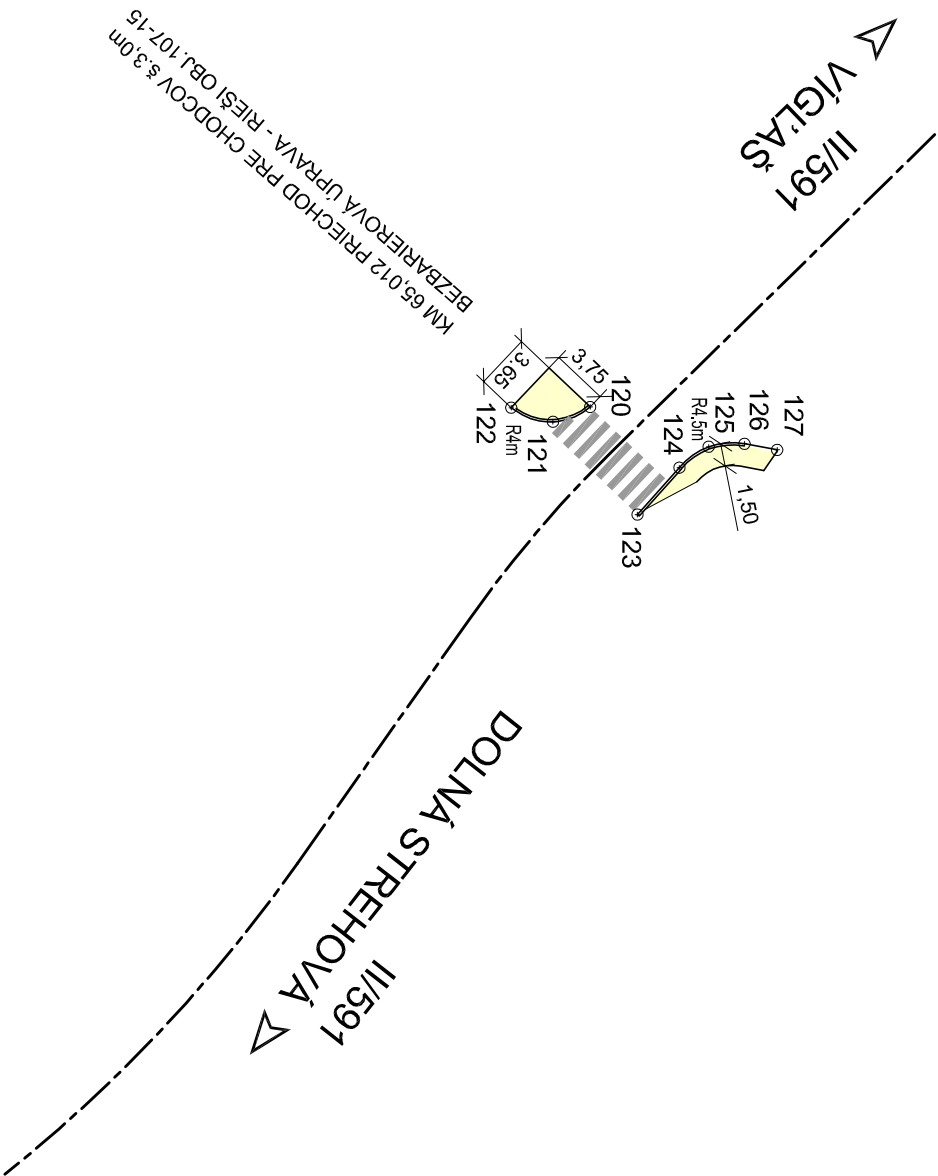 VÍGĽAŠ
II/591
KM 65,012 PRIECHOD PRE CHODCOV š.3,0m
BEZBARIEROVÁ ÚPRAVA - RIEŠI OBJ.107-15
3,75
3.65
120
121
R4m
122
123
124
125
R4.5m
126
127
1,50
DOLNÁ STREHOVÁ
II/591